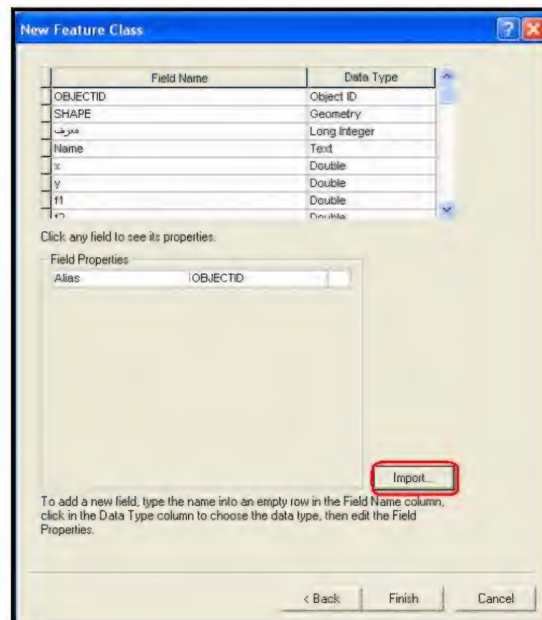 New Feature Class
Field Name Data Type
OBJECTID Object ID
SHAPE Geometry
معرف Long Integer
Name Text
x Double
y Double
f1 Double
f2 Double
Click any field to see its properties.
Field Properties
Alias OBJECTID
Import...
To add a new field, type the name into an empty row in the Field Name column, 
click in the Data Type column to choose the data type, then edit the Field
Properties.
< Back Finish Cancel